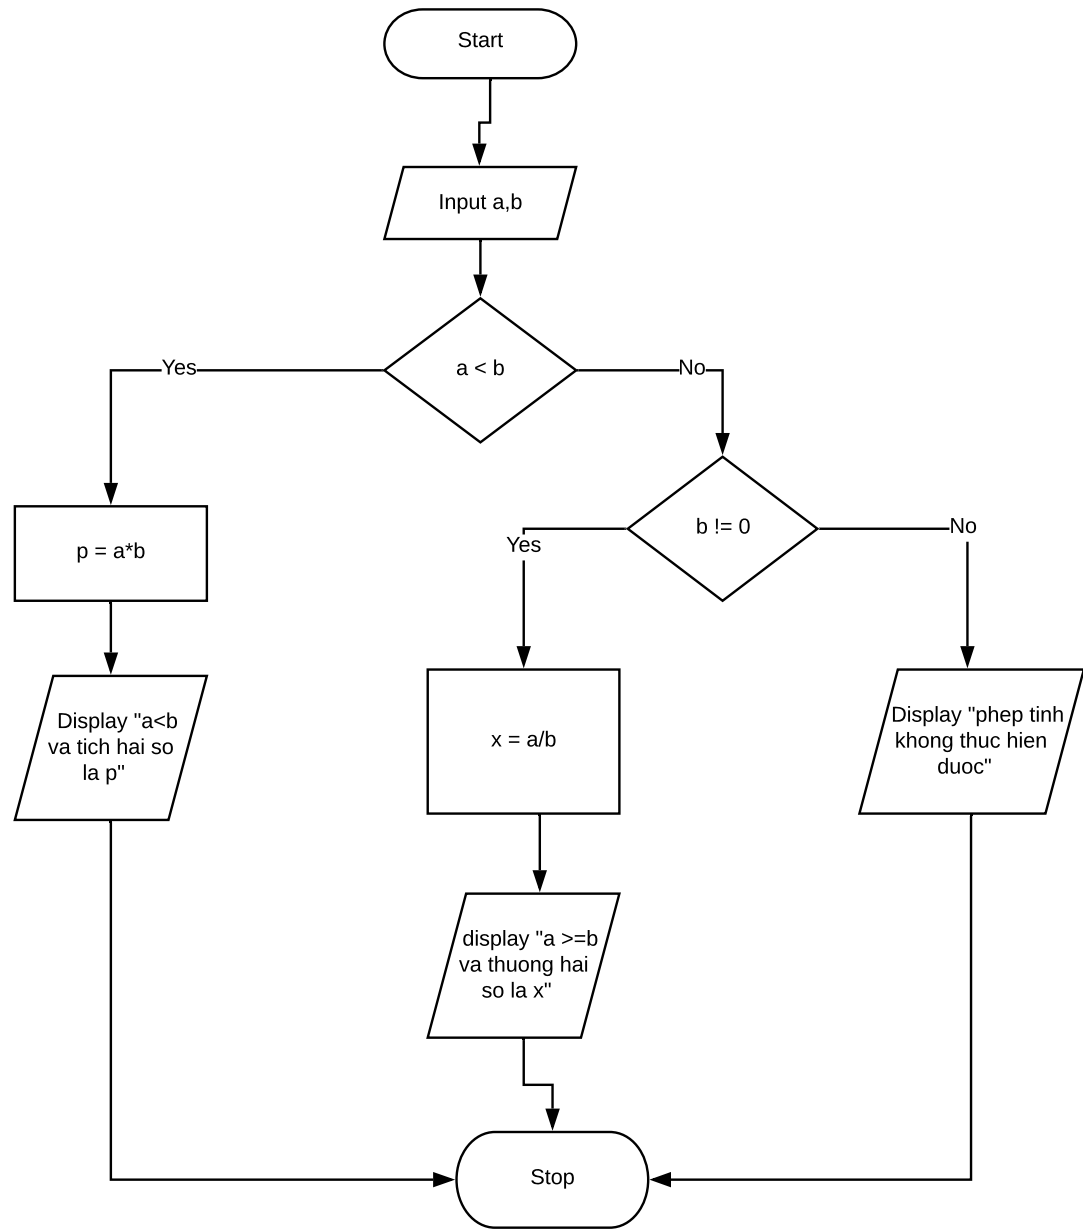 Start
Input a,b
a < b
Yes
No
b != 0
Yes
No
p = a*b
Display "a<b
va tich hai so
la p"
x = a/b
Display "phep tinh
khong thuc hien
duoc"
display "a >=b
va thuong hai
so la x"
Stop